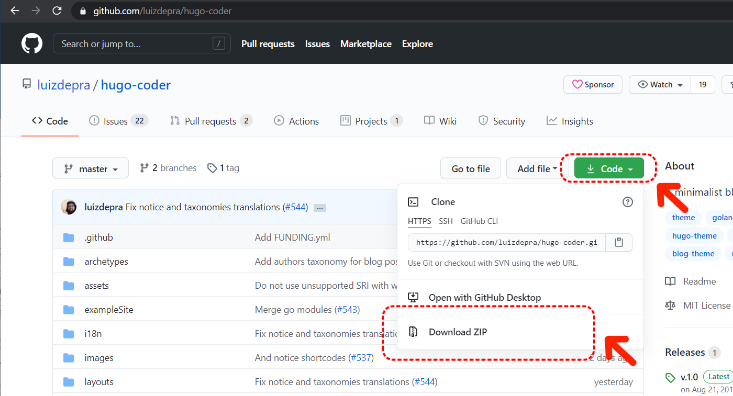 github.com/luizdepra/hugo-coder
Search or jump to... /
Pull requests Issues Marketplace Explore
luizdepra / hugo-coder
Sponsor Watch 19
Code Issues 22 Pull requests 2 Actions Projects 1 Wiki Security Insights
master 2 branches 1 tag Go to file Add file Code
About
luizdepra Fix notice and taxonomies translations (#544) ...
.github Add FUNDING.yml
archetypes Add authors taxonomy for blog pos
assets Do not use unsupported SRI with w
exampleSite Merge go modules (#543)
i18n Fix notice and taxonomies translatio
images And notice shortcodes (#537) 2 days ag
layouts Fix notice and taxonomies translations (#544) yesterday
Clone
HTTPS SSH GitHub CLI
https://github.com/luizdepra/hugo-coder.gi
Use Git or checkout with SVN using the web URL.
Open with GitHub Desktop
Download ZIP
minimalist bl
theme golan
hugo-theme
blog-theme
Readme
MIT License
Releases 1
v.1.0 Latest
on Aug 21, 201